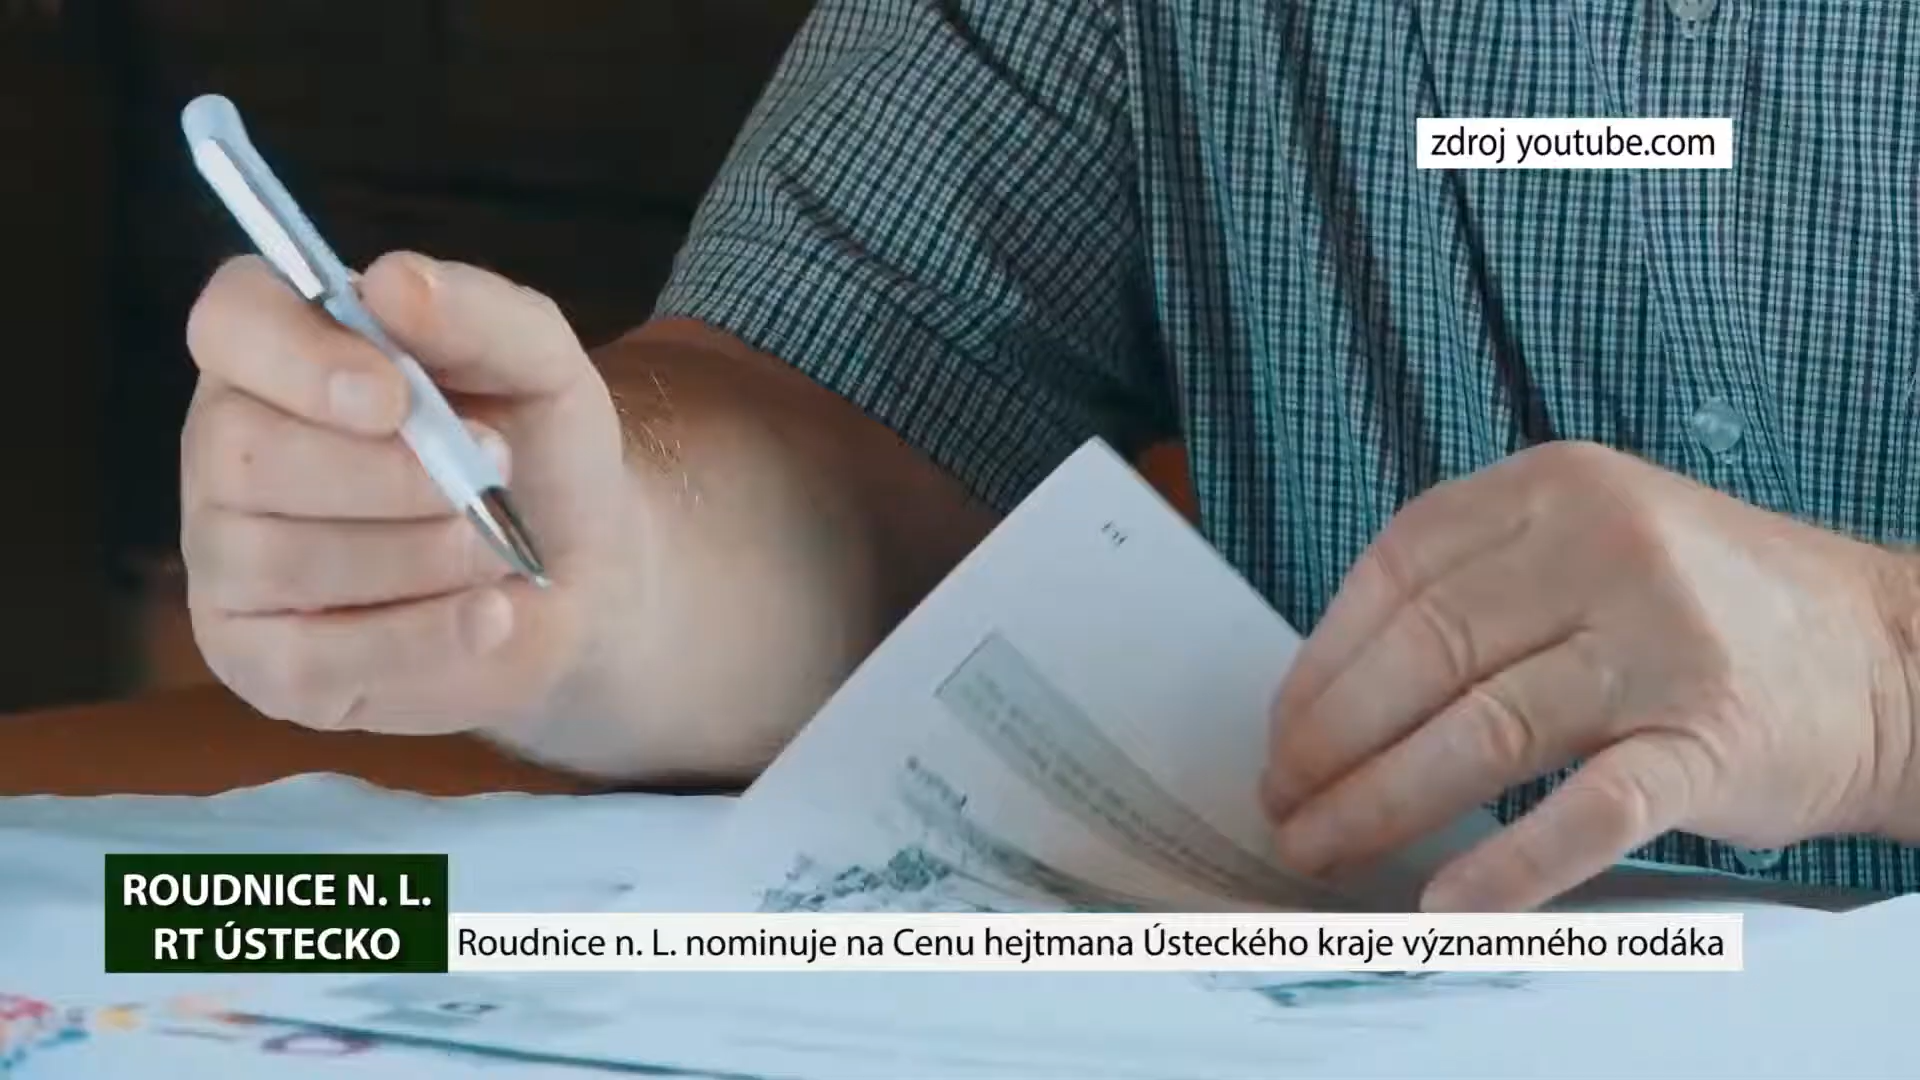 zdroj youtube.com
ROUDNICE N. L.
RT ÚSTECKO
Roudnice n. L. nominuje na Cenu hejtmana Ústeckého kraje významného rodáka